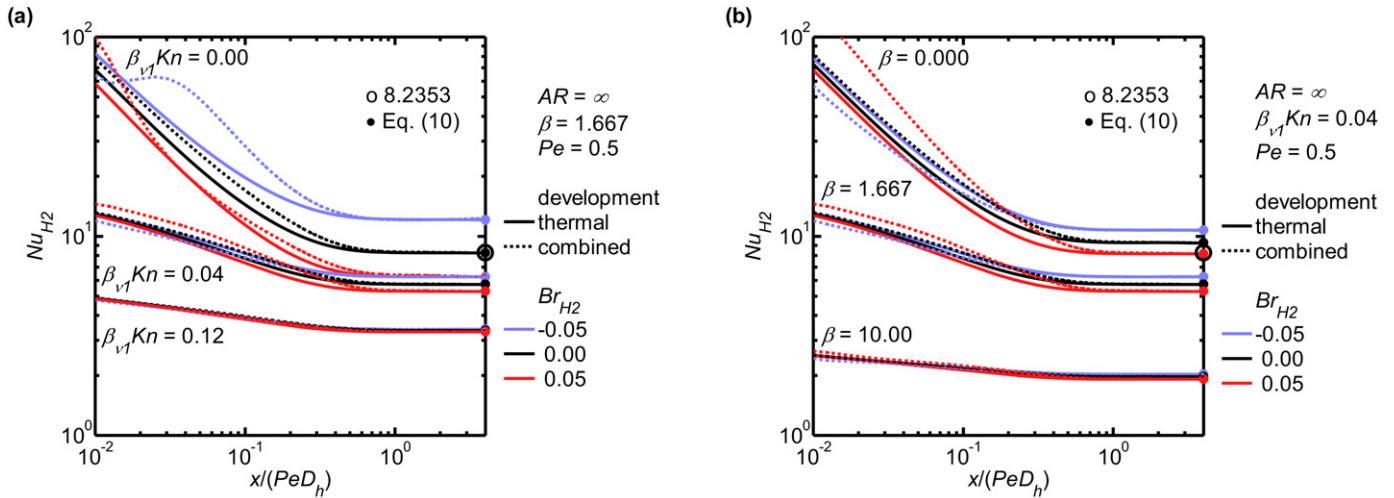 (a)
10²
10¹
10⁰
Nu_H2
β_v1Kn = 0.00
β_v1Kn = 0.04
β_v1Kn = 0.12
o 8.2353
● Eq. (10)
10⁻² 10⁻¹ 10⁰
x/(PeD_h)
AR = ∞
β = 1.667
Pe = 0.5
development
thermal
combined
Br_H2
-0.05
0.00
0.05
(b)
10²
10¹
10⁰
Nu_H2
β = 0.000
β = 1.667
β = 10.00
o 8.2353
● Eq. (10)
10⁻² 10⁻¹ 10⁰
x/(PeD_h)
AR = ∞
β_v1Kn = 0.04
Pe = 0.5
development
thermal
combined
Br_H2
-0.05
0.00
0.05